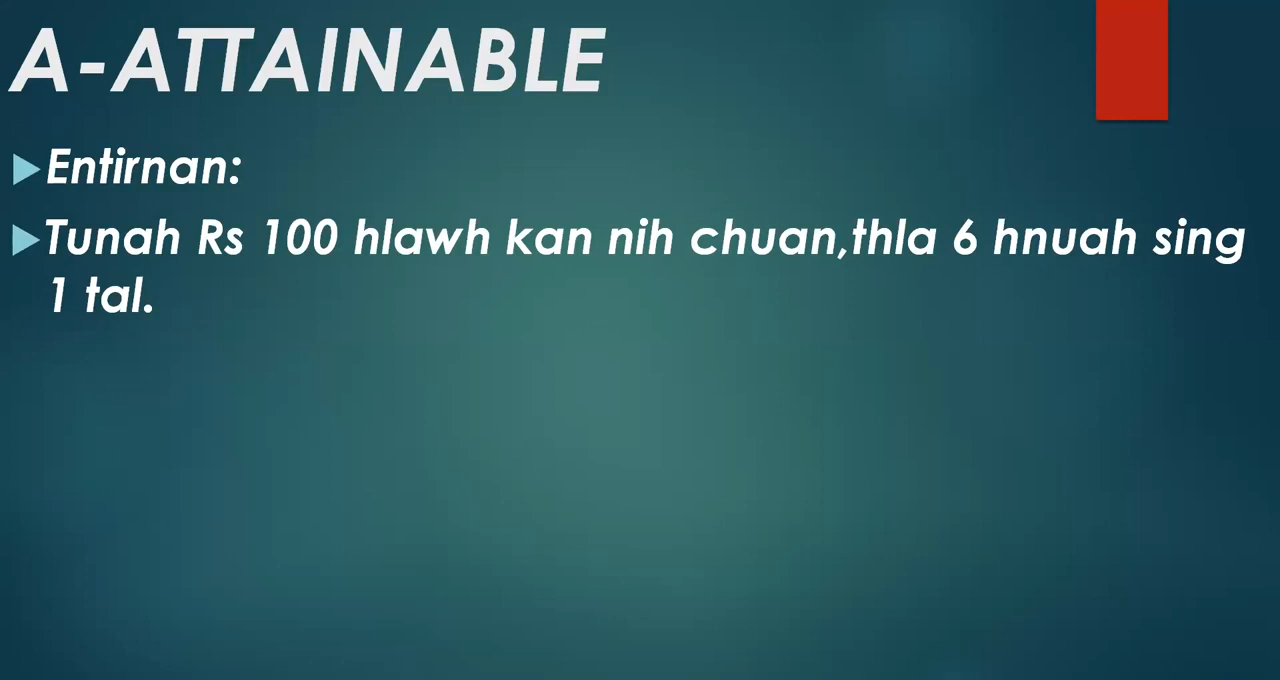 A-ATTAINABLE
Entirnan:
Tunah Rs 100 hlawh kan nih chuan,thla 6 hnuah sing
1 tal.